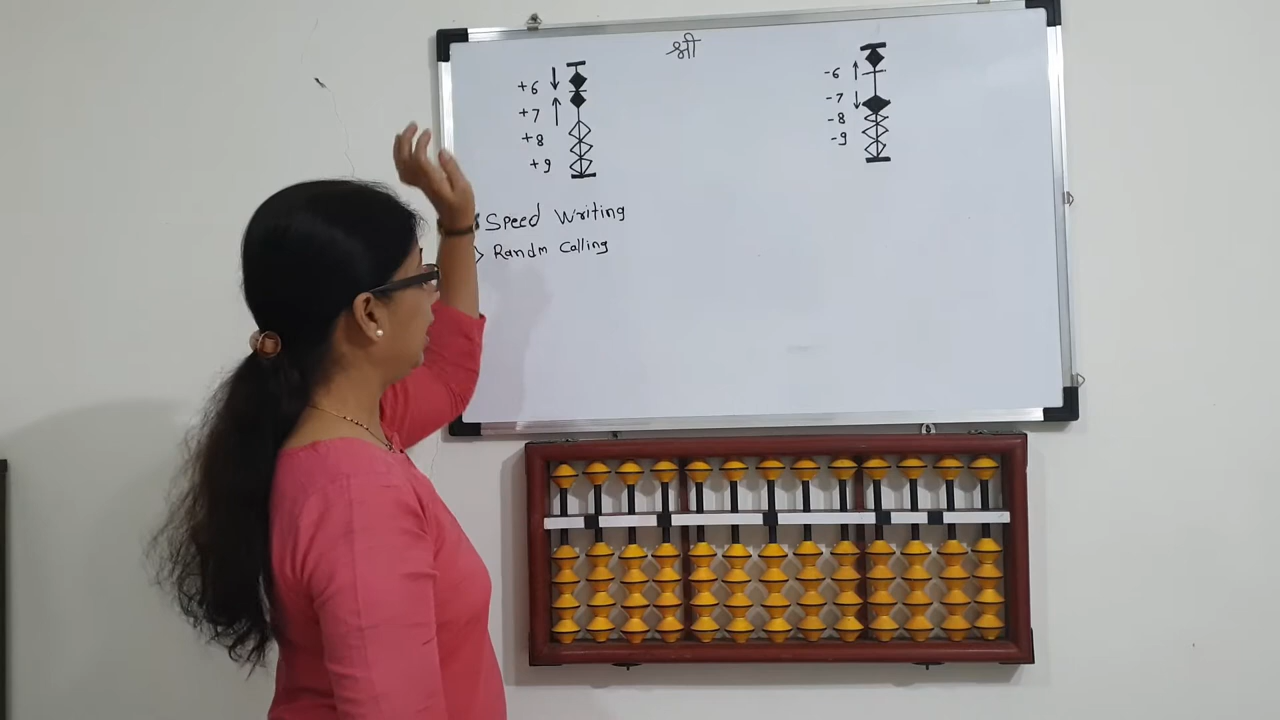 श्री
+6
+7
+8
+9
-6
-7
-8
-9
Speed Writing
Randm Calling